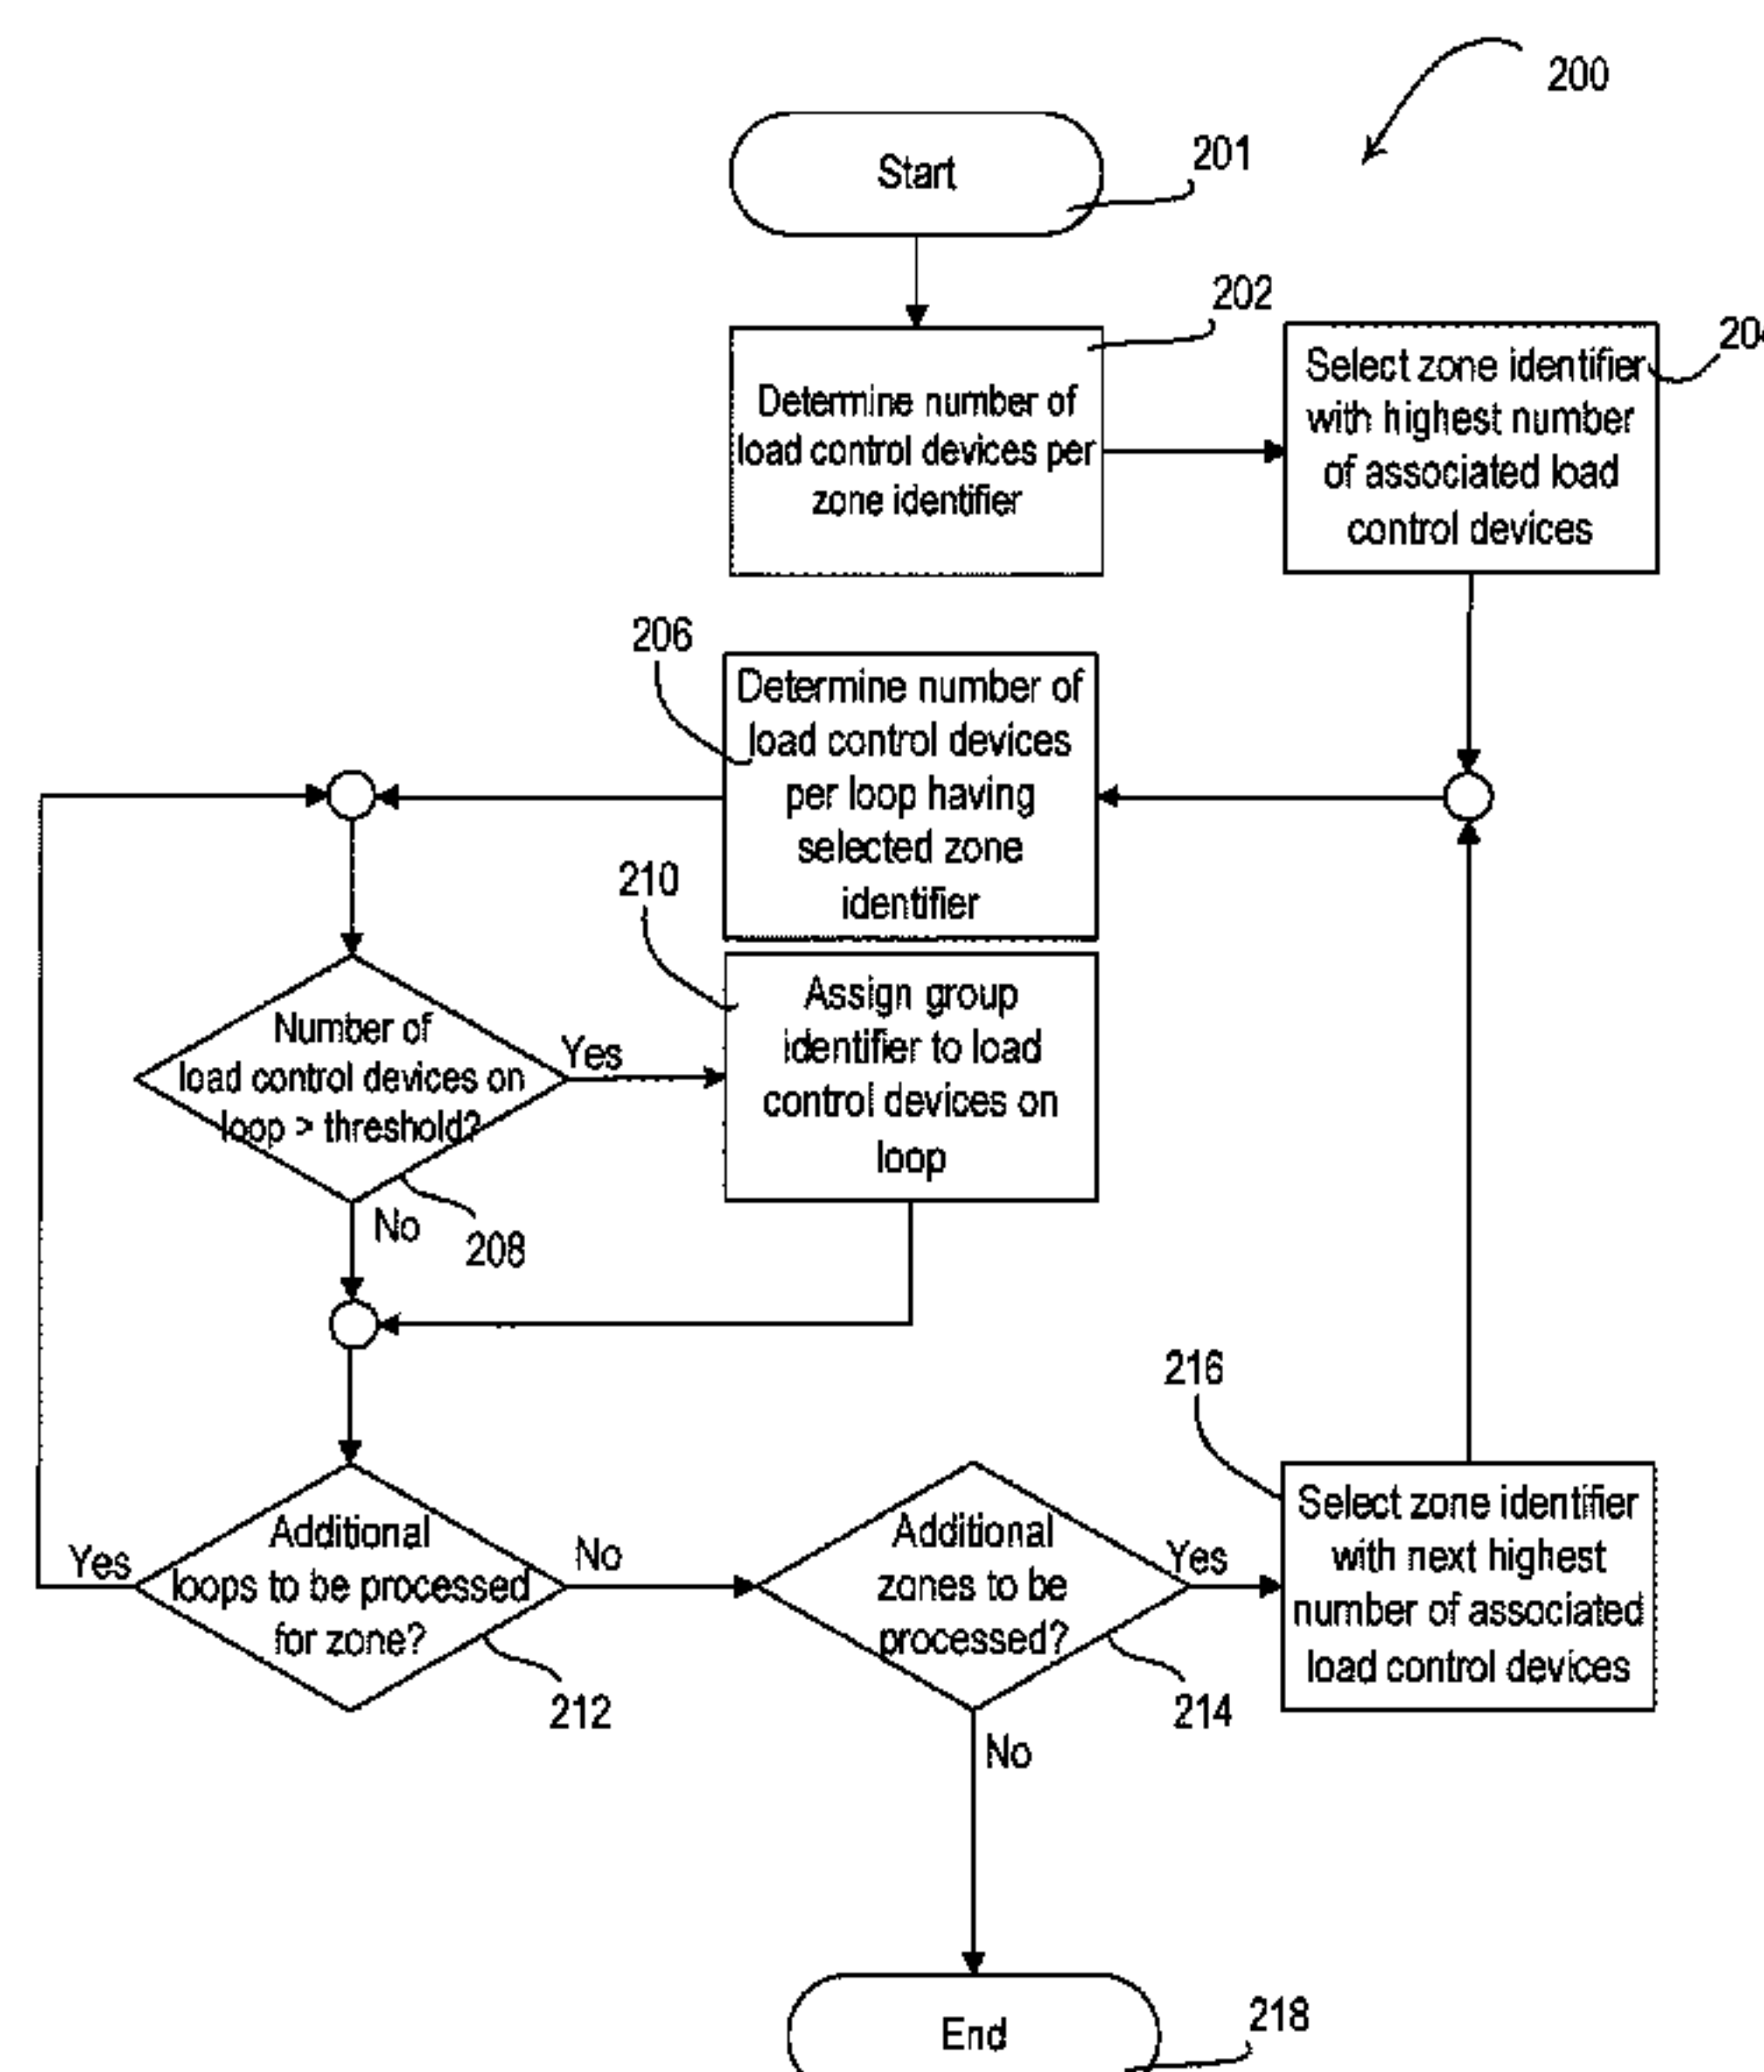 200
Start
201
202
Determine number of
load control devices per
zone identifier
Select zone identifier
with highest number
of associated load
control devices
206
Determine number of
load control devices
per loop having
selected zone
identifier
210
Assign group
identifier to load
control devices on
loop
Number of
load control devices on
loop > threshold?
Yes
No
208
Additional
loops to be processed
for zone?
Yes
No
212
Additional
zones to be
processed?
Yes
No
214
216
Select zone identifier
with next highest
number of associated
load control devices
End
218